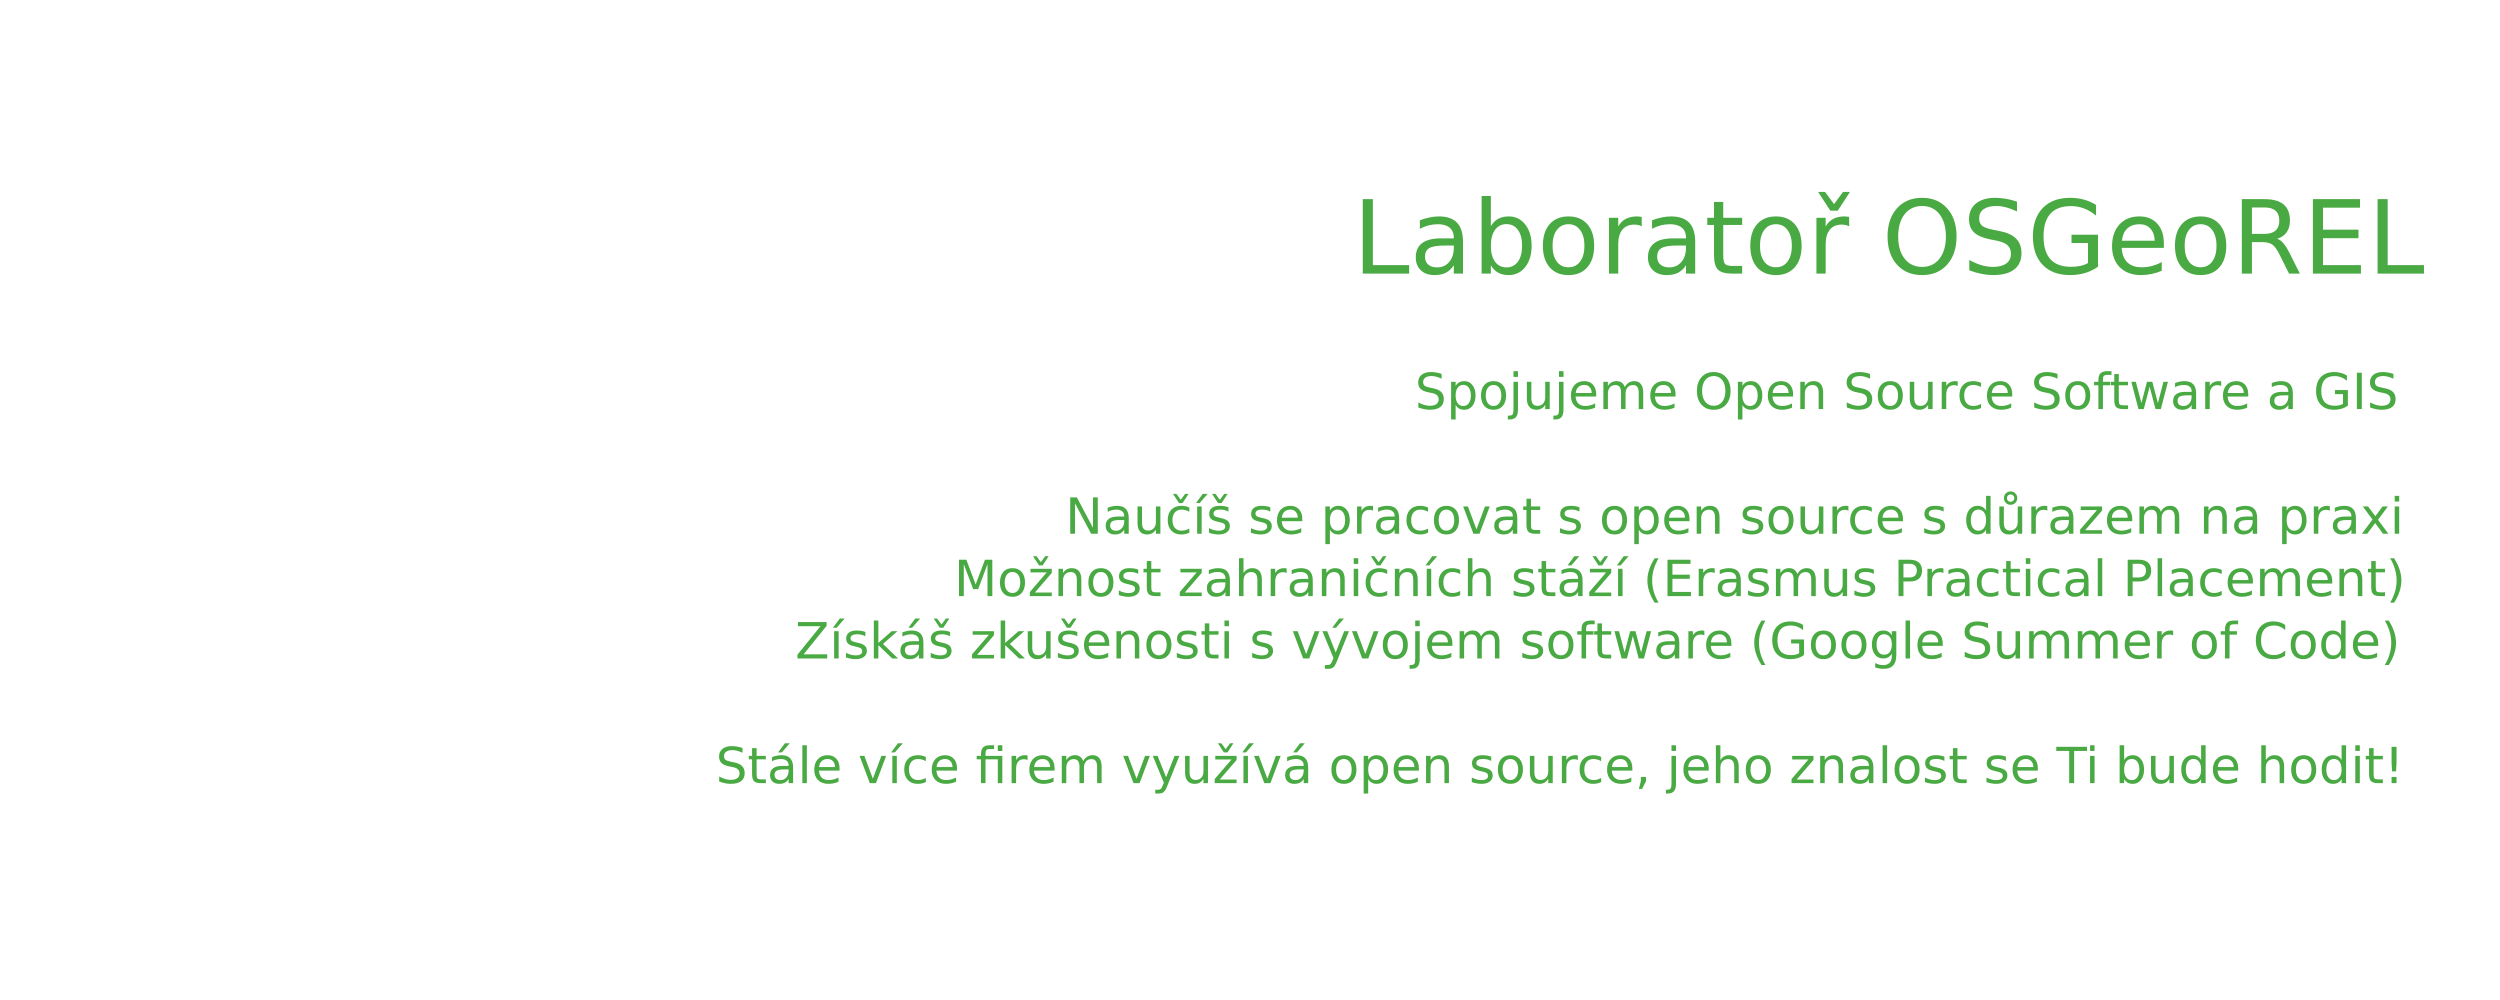 Laboratoř OSGeoREL
Spojujeme Open Source Software a GIS
Naučíš se pracovat s open source s důrazem na praxi
Možnost zahraničních stáží (Erasmus Practical Placement)
Získáš zkušenosti s vývojem software (Google Summer of Code)
Stále více firem využívá open source, jeho znalost se Ti bude hodit!